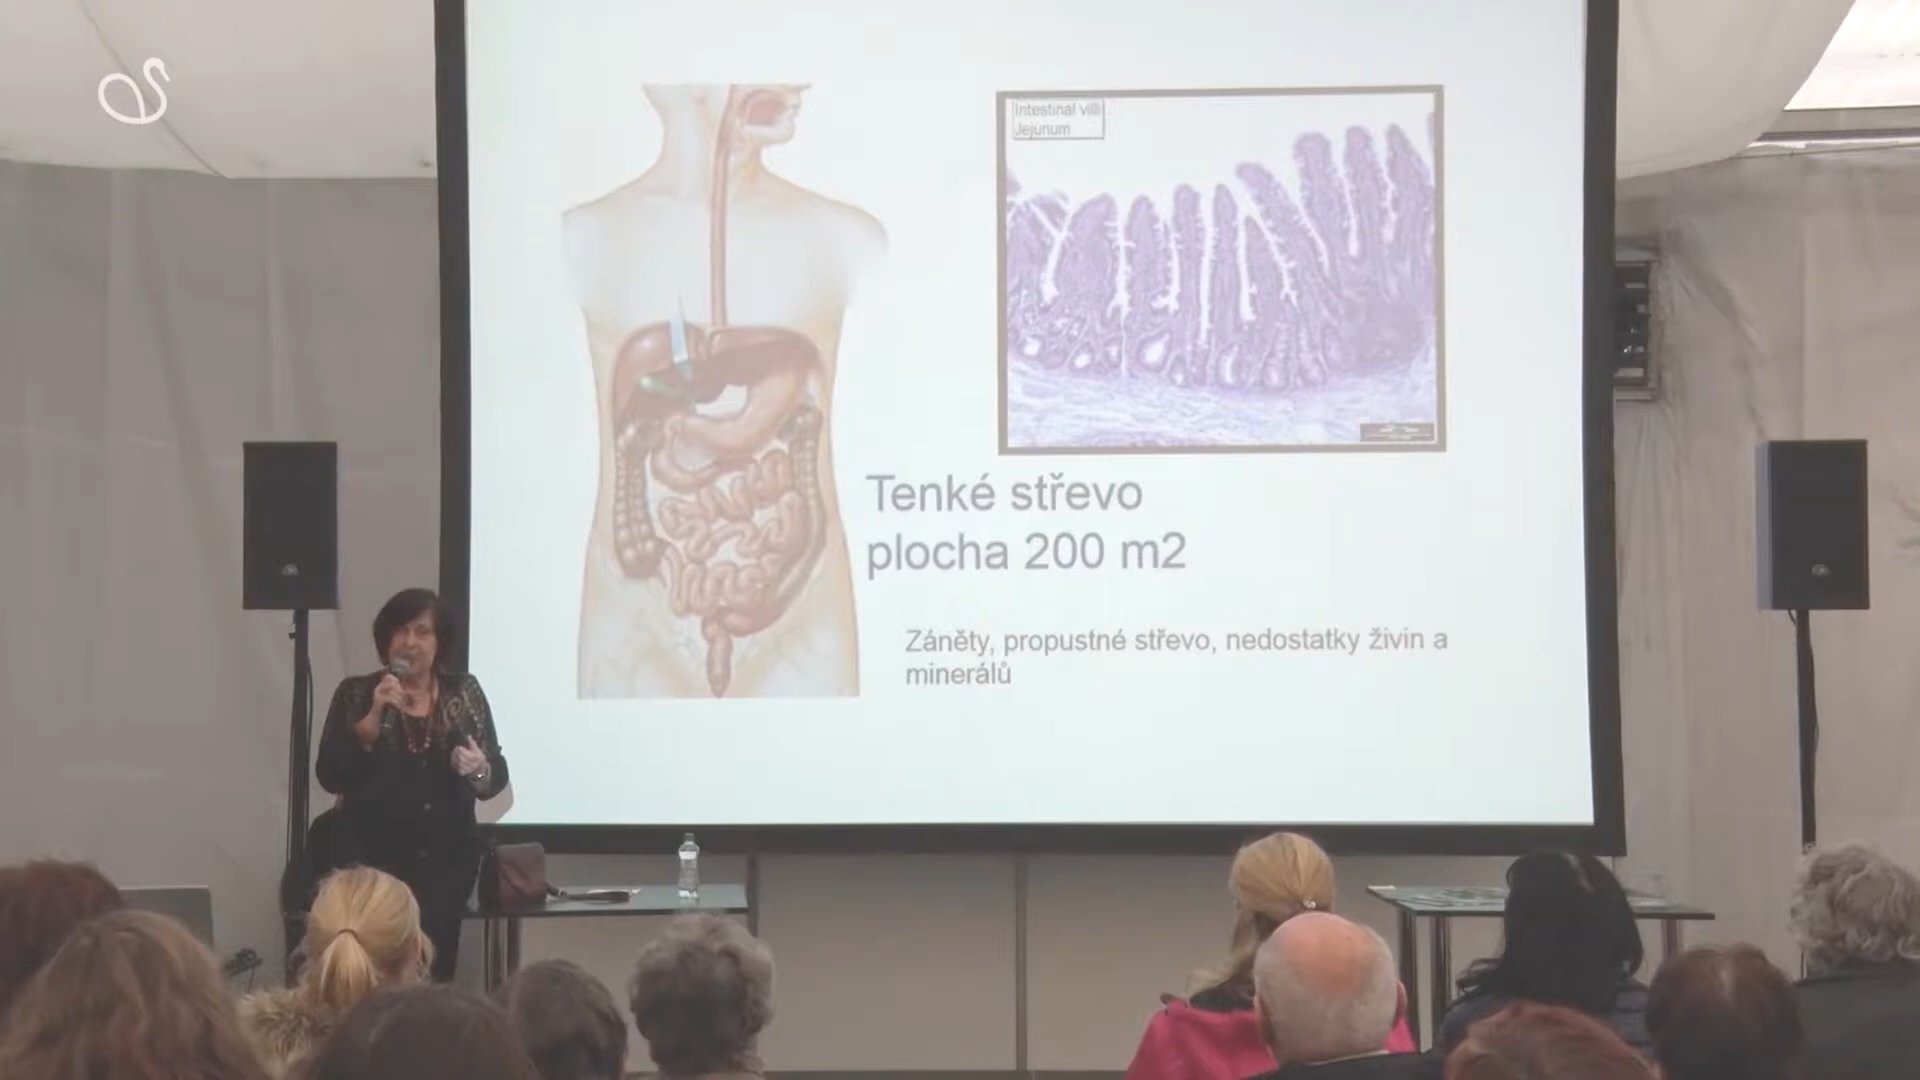 Intestinal villi
Jejunum
Tenké střevo
plocha 200 m2
Záněty, propustné střevo, nedostatky živin a
minerálů